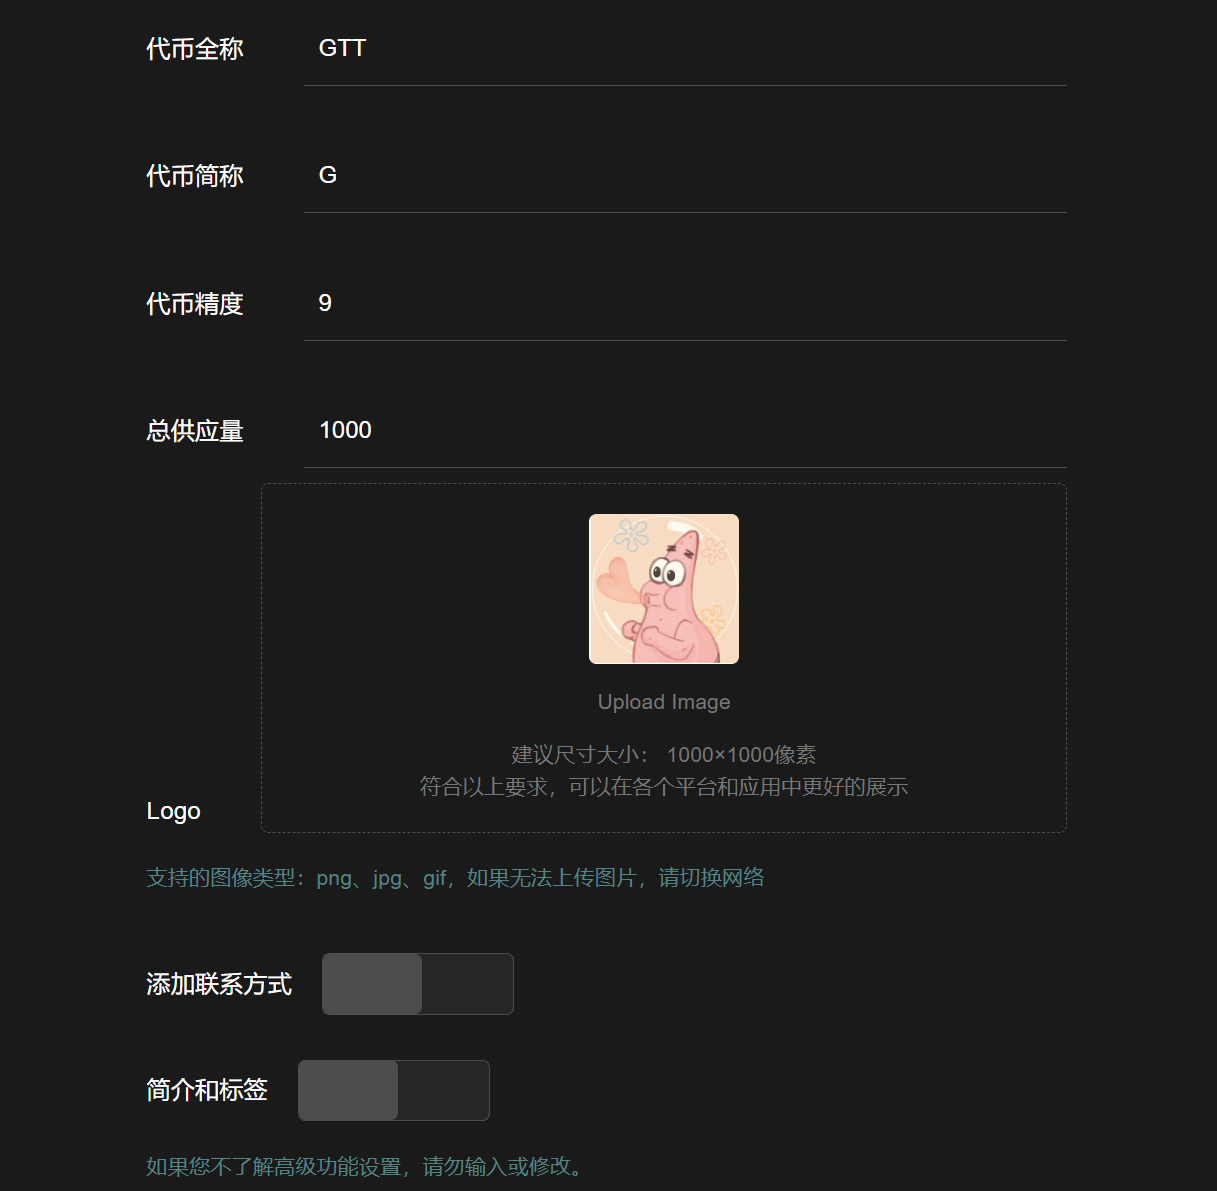 代币全称 GTT
代币简称 G
代币精度 9
总供应量 1000
Upload Image
建议尺寸大小： 1000×1000像素
符合以上要求，可以在各个平台和应用中更好的展示
Logo
支持的图像类型：png、jpg、gif，如果无法上传图片，请切换网络
添加联系方式
简介和标签
如果您不了解高级功能设置，请勿输入或修改。